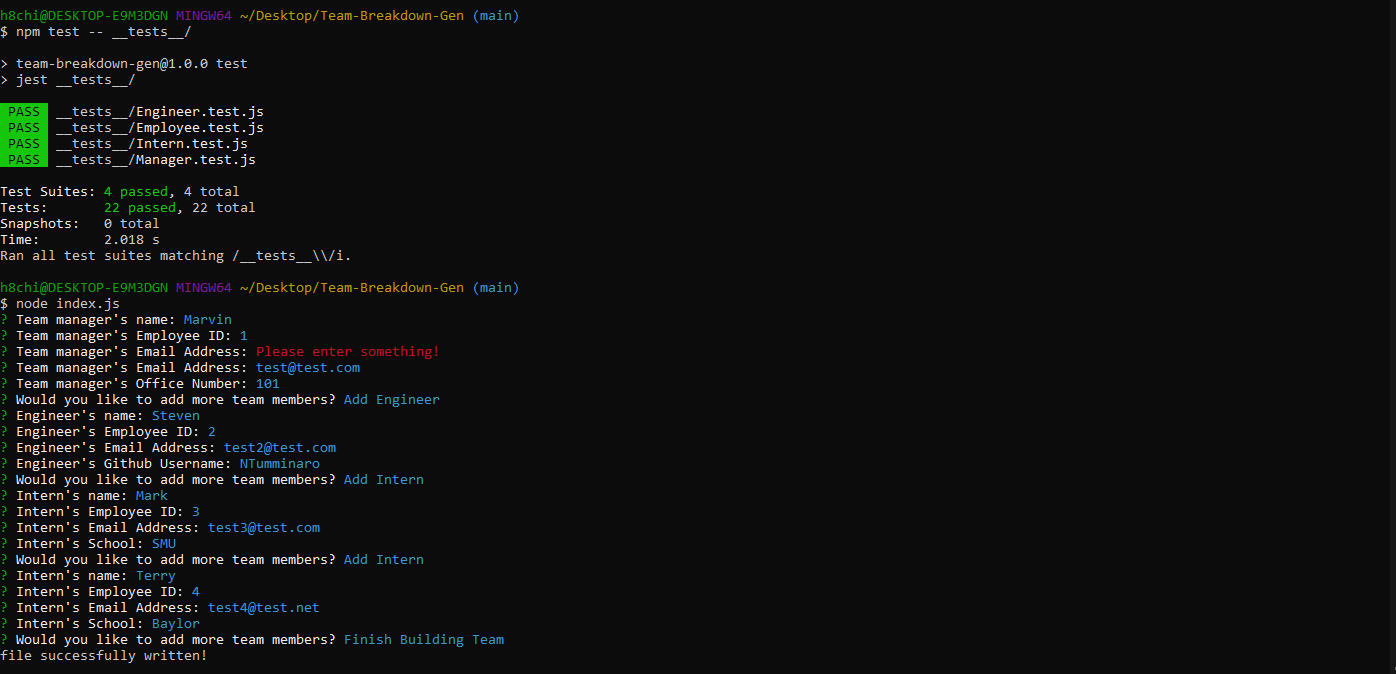 h8chi@DESKTOP-E9M3DGN MINGW64 ~/Desktop/Team-Breakdown-Gen (main)
$ npm test -- __tests__/
> team-breakdown-gen@1.0.0 test
> jest __tests__/
PASS __tests__/Engineer.test.js
PASS __tests__/Employee.test.js
PASS __tests__/Intern.test.js
PASS __tests__/Manager.test.js
Test Suites: 4 passed, 4 total
Tests: 22 passed, 22 total
Snapshots: 0 total
Time: 2.018 s
Ran all test suites matching /__tests__\\/i.
h8chi@DESKTOP-E9M3DGN MINGW64 ~/Desktop/Team-Breakdown-Gen (main)
$ node index.js
? Team manager's name: Marvin
? Team manager's Employee ID: 1
? Team manager's Email Address: Please enter something!
? Team manager's Email Address: test@test.com
? Team manager's Office Number: 101
? Would you like to add more team members? Add Engineer
? Engineer's name: Steven
? Engineer's Employee ID: 2
? Engineer's Email Address: test2@test.com
? Engineer's Github Username: NTumminaro
? Would you like to add more team members? Add Intern
? Intern's name: Mark
? Intern's Employee ID: 3
? Intern's Email Address: test3@test.com
? Intern's School: SMU
? Would you like to add more team members? Add Intern
? Intern's name: Terry
? Intern's Employee ID: 4
? Intern's Email Address: test4@test.net
? Intern's School: Baylor
? Would you like to add more team members? Finish Building Team
file successfully written!